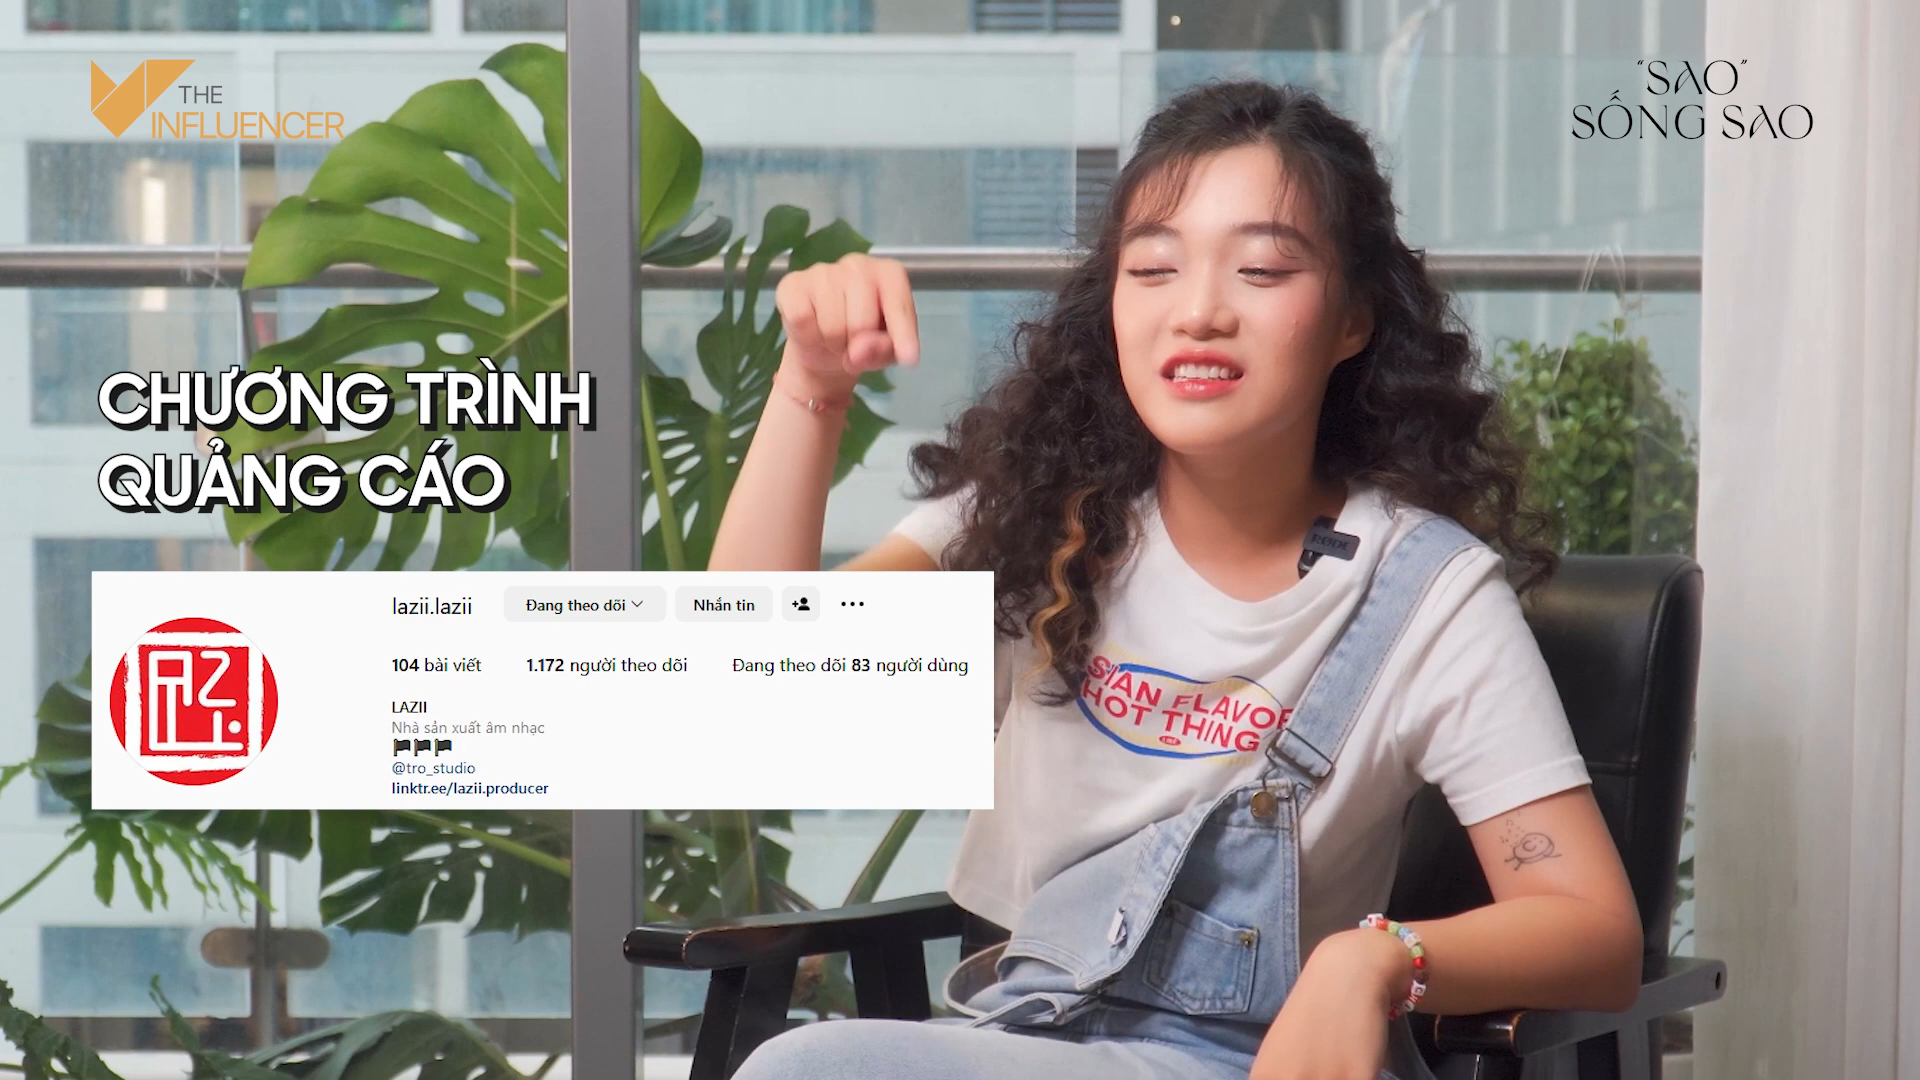 THE
INFLUENCER
"SAO"
SỐNG SAO
CHƯƠNG TRÌNH
QUẢNG CÁO
lazii.lazii
Đang theo dõi
Nhắn tin
104 bài viết
1.172 người theo dõi
Đang theo dõi 83 người dùng
LAZII
Nhà sản xuất âm nhạc
@tro_studio
linktr.ee/lazii.producer
RODE
SIAN FLAVOR
HOT THING